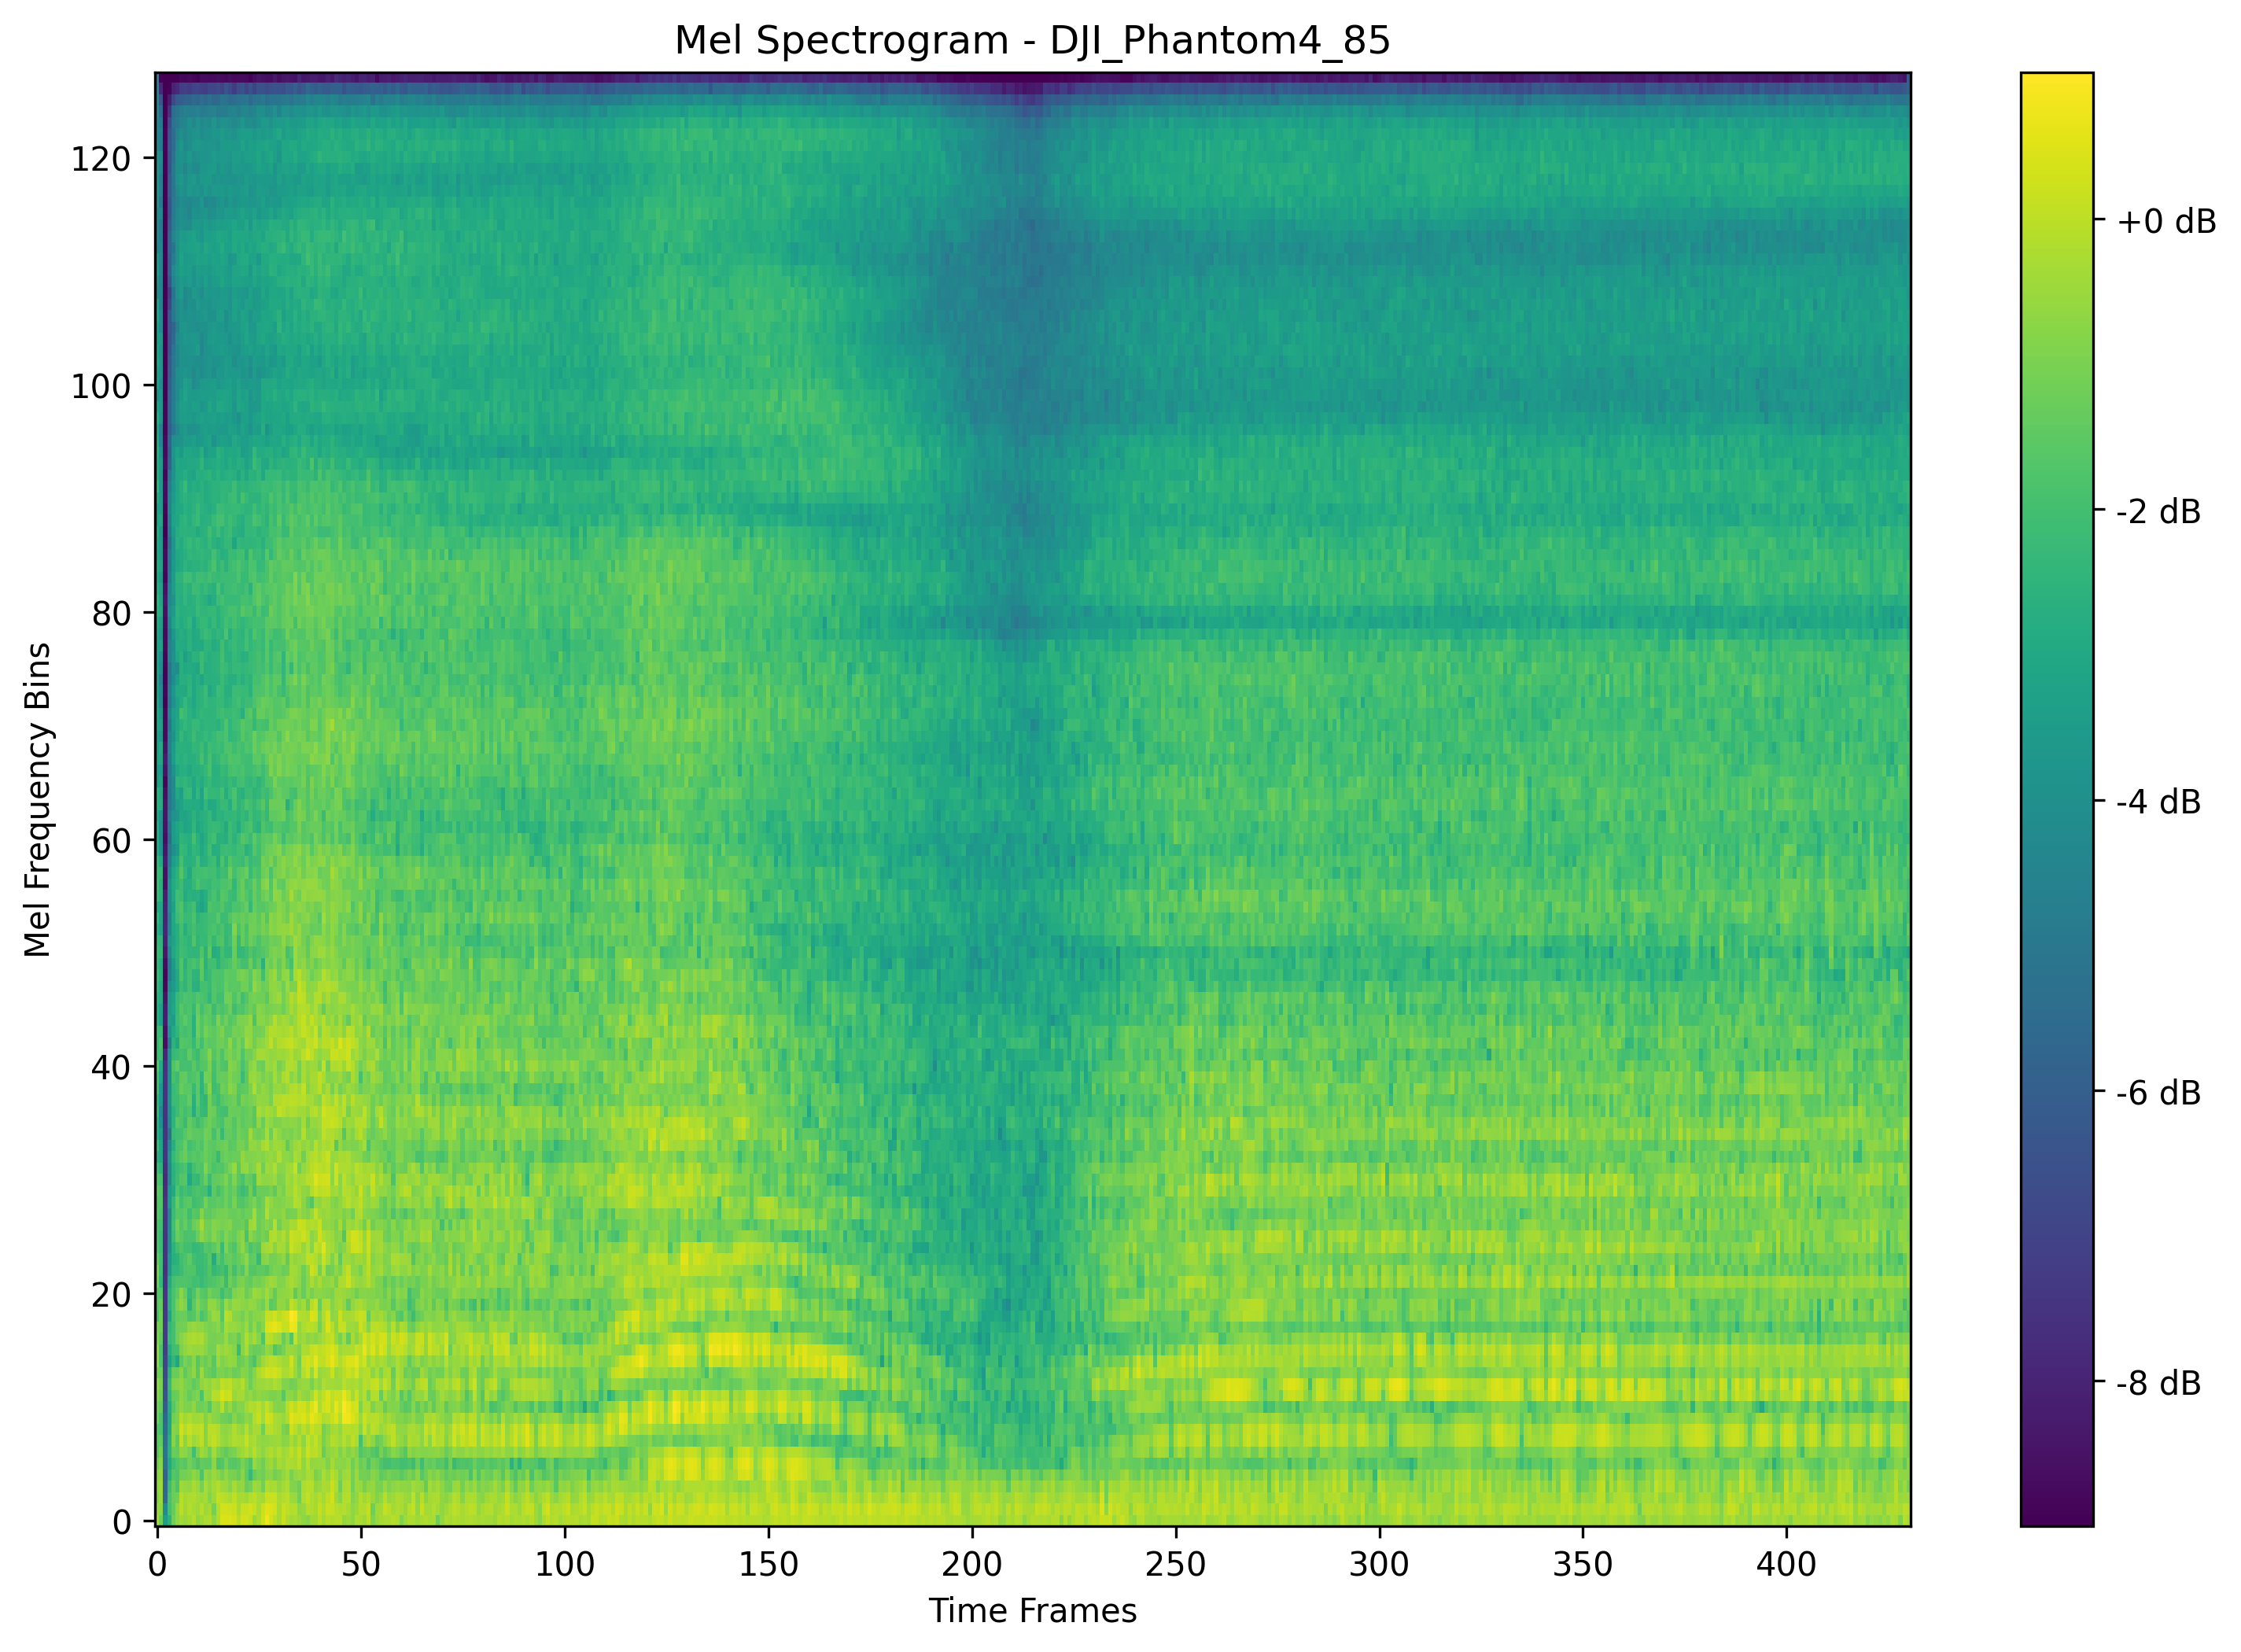 Mel Spectrogram - DJI_Phantom4_85
Mel Frequency Bins
120
100
80
60
40
20
0
0 50 100 150 200 250 300 350 400
Time Frames
+0 dB
-2 dB
-4 dB
-6 dB
-8 dB